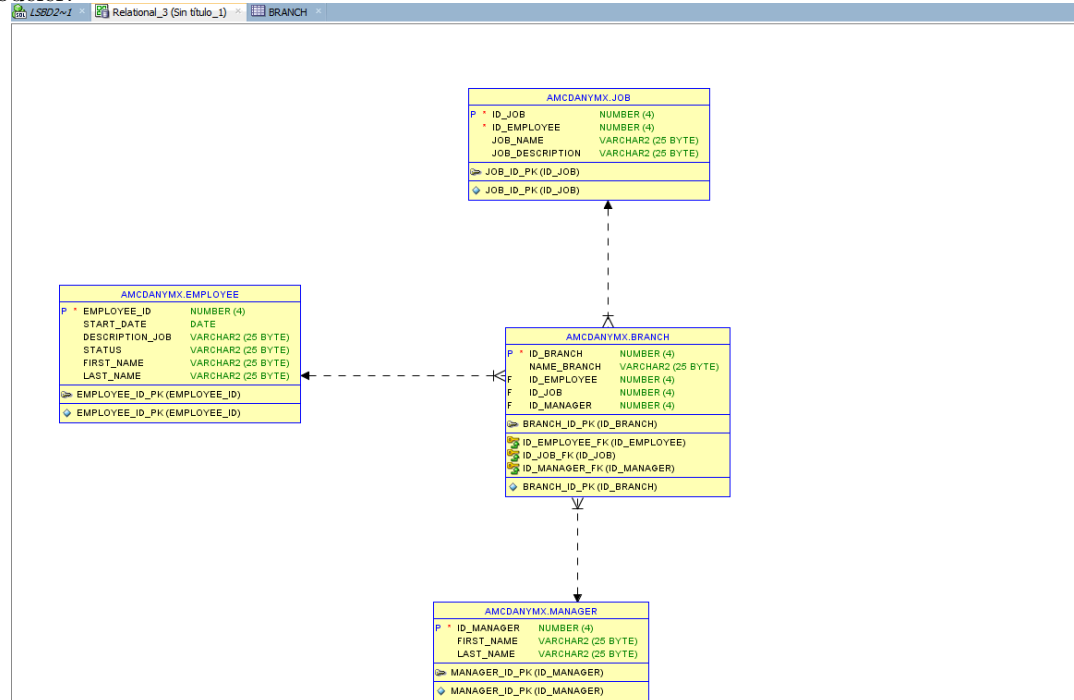 LSBD2~1 Relational_3 (Sin título_1) BRANCH
AMCDANYMX.JOB
P * ID_JOB NUMBER (4)
* ID_EMPLOYEE NUMBER (4)
JOB_NAME VARCHAR2 (25 BYTE)
JOB_DESCRIPTION VARCHAR2 (25 BYTE)
JOB_ID_PK (ID_JOB)
JOB_ID_PK (ID_JOB)
AMCDANYMX.EMPLOYEE
P * EMPLOYEE_ID NUMBER (4)
START_DATE DATE
DESCRIPTION_JOB VARCHAR2 (25 BYTE)
STATUS VARCHAR2 (25 BYTE)
FIRST_NAME VARCHAR2 (25 BYTE)
LAST_NAME VARCHAR2 (25 BYTE)
EMPLOYEE_ID_PK (EMPLOYEE_ID)
EMPLOYEE_ID_PK (EMPLOYEE_ID)
AMCDANYMX.BRANCH
P * ID_BRANCH NUMBER (4)
NAME_BRANCH VARCHAR2 (25 BYTE)
F ID_EMPLOYEE NUMBER (4)
F ID_JOB NUMBER (4)
F ID_MANAGER NUMBER (4)
BRANCH_ID_PK (ID_BRANCH)
ID_EMPLOYEE_FK (ID_EMPLOYEE)
ID_JOB_FK (ID_JOB)
ID_MANAGER_FK (ID_MANAGER)
BRANCH_ID_PK (ID_BRANCH)
AMCDANYMX.MANAGER
P * ID_MANAGER NUMBER (4)
FIRST_NAME VARCHAR2 (25 BYTE)
LAST_NAME VARCHAR2 (25 BYTE)
MANAGER_ID_PK (ID_MANAGER)
MANAGER_ID_PK (ID_MANAGER)